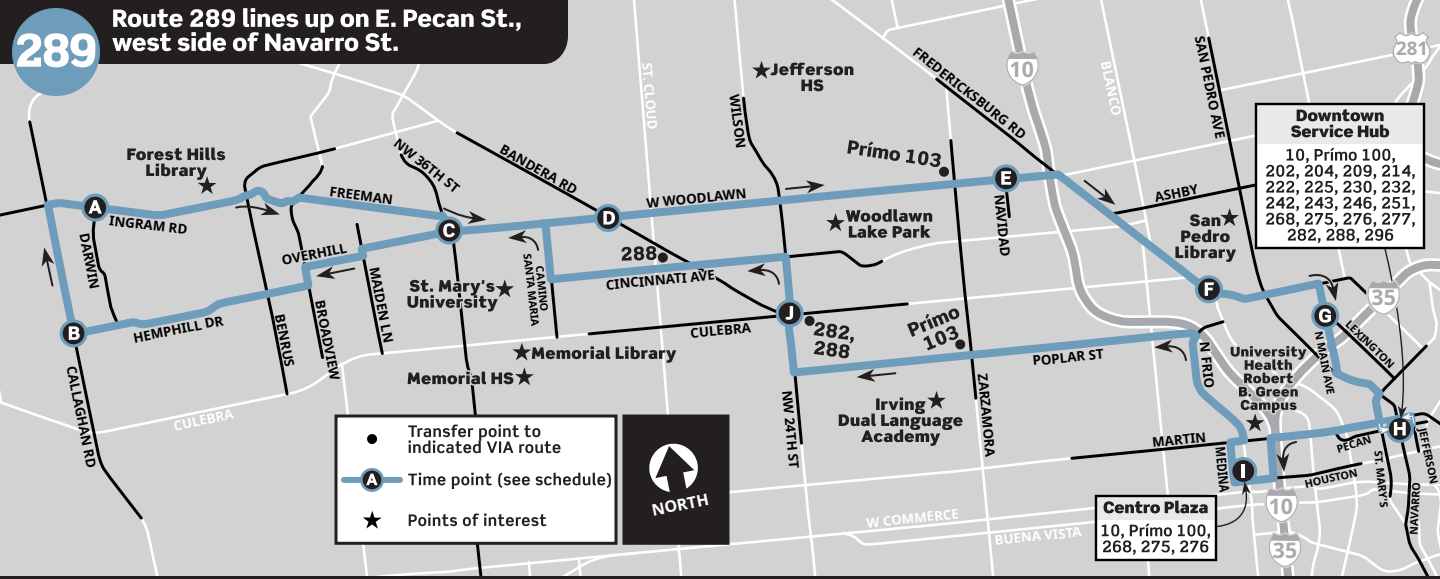 289
Route 289 lines up on E. Pecan St.,
west side of Navarro St.
Jefferson
HS
ST. CLOUD
WILSON
FREDERICKSBURG RD
10
BLANCO
SAN PEDRO AVE
281
Downtown
Service Hub
10, Prímo 100,
202, 204, 209, 214,
222, 225, 230, 232,
242, 243, 246, 251,
268, 275, 276, 277,
282, 288, 296
Forest Hills
Library
NW 36TH ST
BANDERA RD
Prímo 103
FREEMAN
W WOODLAWN
A
INGRAM RD
DARWIN
C
D
E
NAVIDAD
ASHBY
San
Pedro
Library
Woodlawn
Lake Park
OVERHILL
288
CINCINNATI AVE
CAMINO
SANTA MARIA
St. Mary's
University
MAIDEN LN
BROADVIEW
BENRUS
B
HEMPHILL DR
CALLAGHAN RD
CULEBRA
CULEBRA
J
282,
288
Prímo
103
F
G
35
LEXINGTON
N MAIN AVE
POPLAR ST
N FRIO
University
Health
Robert
B. Green
Campus
Memorial Library
Memorial HS
Irving
Dual Language
Academy
ZARZAMORA
NW 24TH ST
MARTIN
MEDINA
I
H
PECAN
HOUSTON
ST. MARY'S
NAVARRO
JEFFERSON
Transfer point to
indicated VIA route
A
Time point (see schedule)
Points of interest
NORTH
W COMMERCE
BUENA VISTA
Centro Plaza
10, Prímo 100,
268, 275, 276
10
35